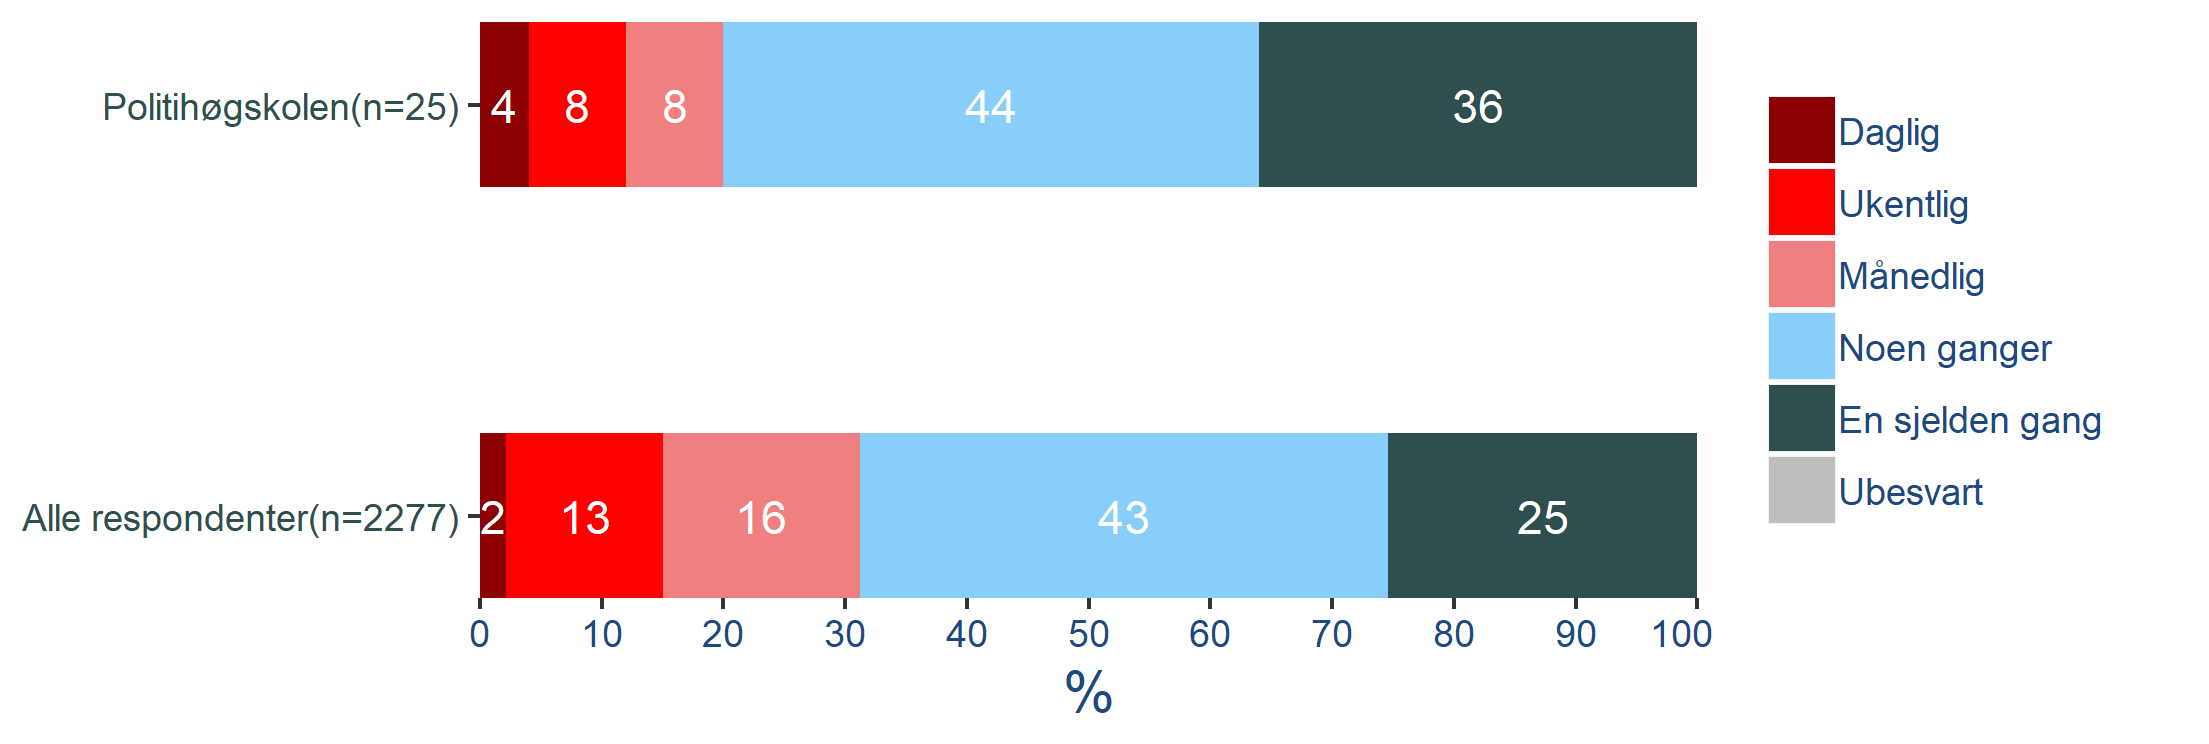 Politihøgskolen(n=25)
4 8 8 44 36
Alle respondenter(n=2277)
2 13 16 43 25
0 10 20 30 40 50 60 70 80 90 100
%
Daglig
Ukentlig
Månedlig
Noen ganger
En sjelden gang
Ubesvart